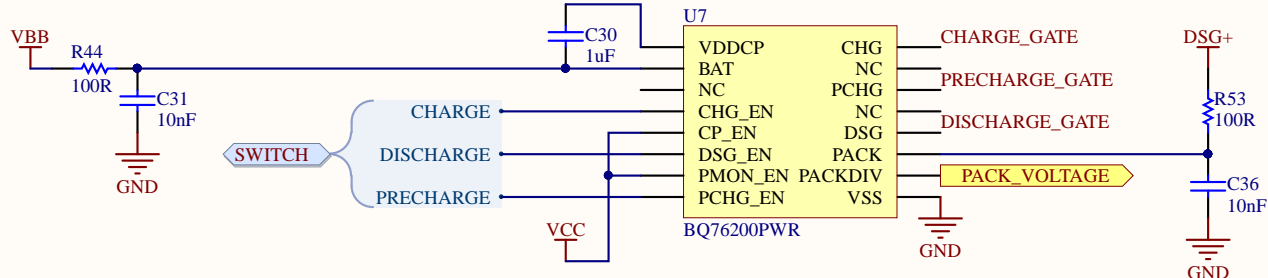 U7
VBB
R44
100R
C31
10nF
GND
C30
1uF
SWITCH
CHARGE
DISCHARGE
PRECHARGE
VCC
VDDCP
BAT
NC
CHG_EN
CP_EN
DSG_EN
PMON_EN
PCHG_EN
CHG
NC
PCHG
NC
DSG
PACK
PACKDIV
VSS
BQ76200PWR
CHARGE_GATE
PRECHARGE_GATE
DISCHARGE_GATE
PACK_VOLTAGE
GND
DSG+
R53
100R
C36
10nF
GND